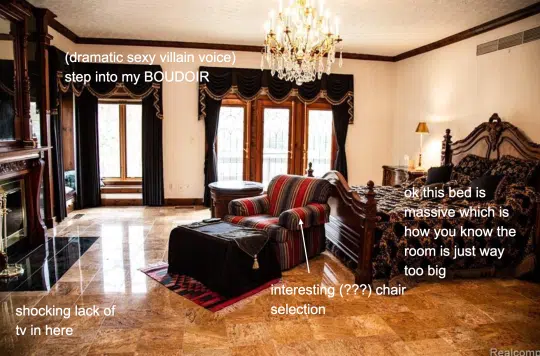 (dramatic sexy villain voice)
step into my BOUDOIR
ok this bed is
massive which is
how you know the
room is just way
too big
interesting (???) chair
selection
shocking lack of
tv in here
Realcomp